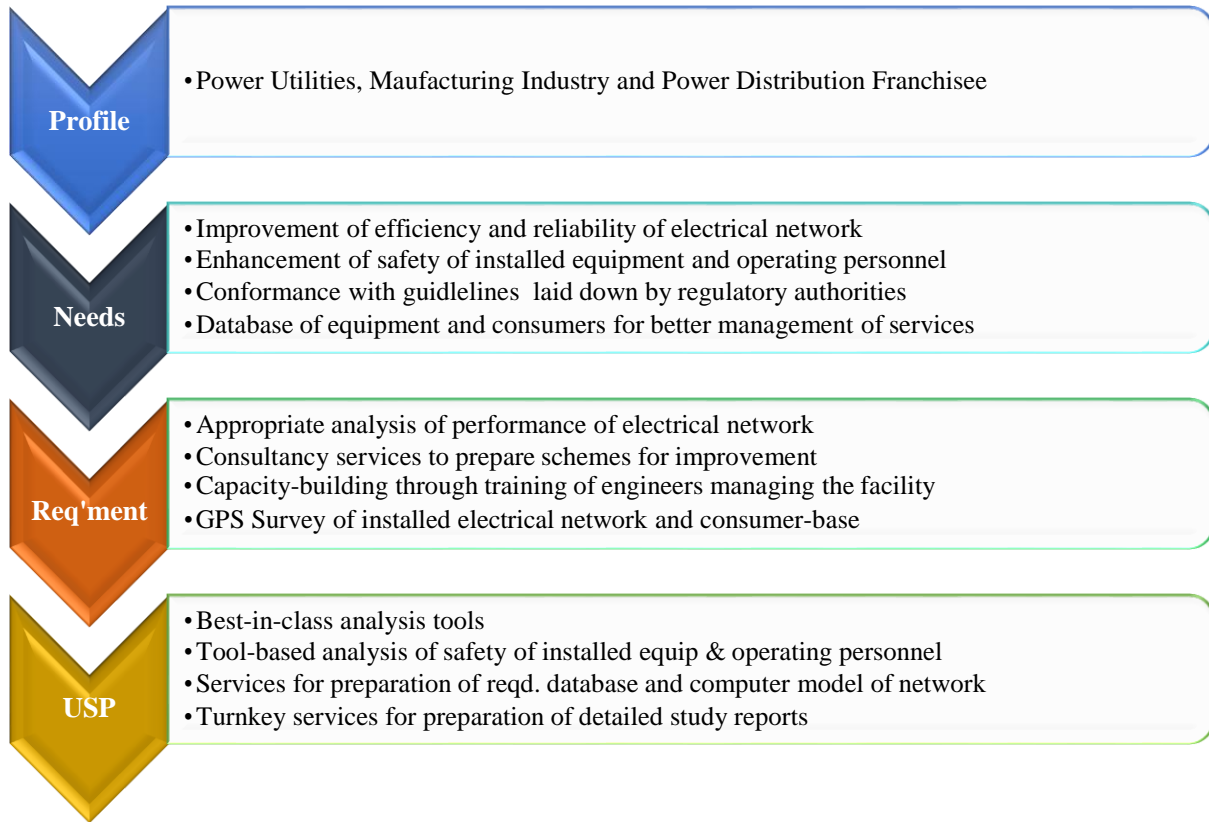 Profile
•Power Utilities, Maufacturing Industry and Power Distribution Franchisee
Needs
•Improvement of efficiency and reliability of electrical network
•Enhancement of safety of installed equipment and operating personnel
•Conformance with guidlelines laid down by regulatory authorities
•Database of equipment and consumers for better management of services
Req'ment
•Appropriate analysis of performance of electrical network
•Consultancy services to prepare schemes for improvement
•Capacity-building through training of engineers managing the facility
•GPS Survey of installed electrical network and consumer-base
USP
•Best-in-class analysis tools
•Tool-based analysis of safety of installed equip & operating personnel
•Services for preparation of reqd. database and computer model of network
•Turnkey services for preparation of detailed study reports